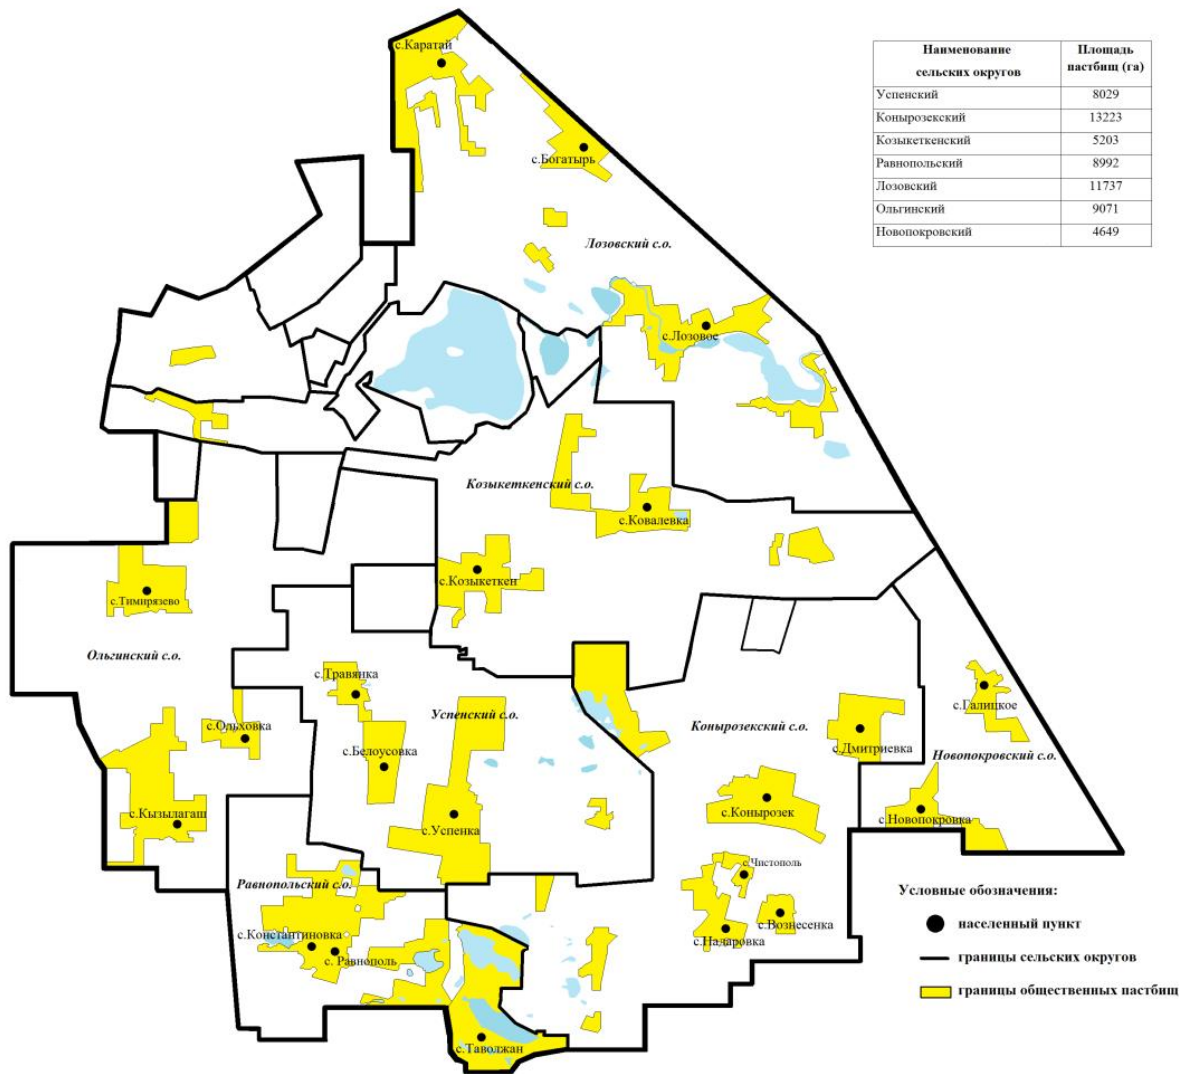 Наименование Площадь
сельских округов пастбищ (га)
Успенский 8029
Конырозекский 13223
Козыкеткенский 5203
Равнопольский 8992
Лозовский 11737
Ольгинский 9071
Новопокровский 4649
с.Каратай
с.Богатырь
Лозовский с.о.
с.Лозовое
Козыкеткенский с.о.
с.Ковалевка
с.Козыкеткен
с.Тимирязево
Ольгинский с.о.
с.Травянка
с.Галицкое
Успенский с.о.
с.Ольховка
Конырозекский с.о.
с.Белоусовка
с.Дмитриевка
Новопокровский с.о.
с.Кызылагаш
с.Успенка
с.Конырозек
с.Новопокровка
с.Чистополь
Равнопольский с.о.
с.Вознесенка
с.Константиновка
с.Надаровка
с. Равнополь
с.Таволжан
Условные обозначения:
населенный пункт
границы сельских округов
границы общественных пастбищ